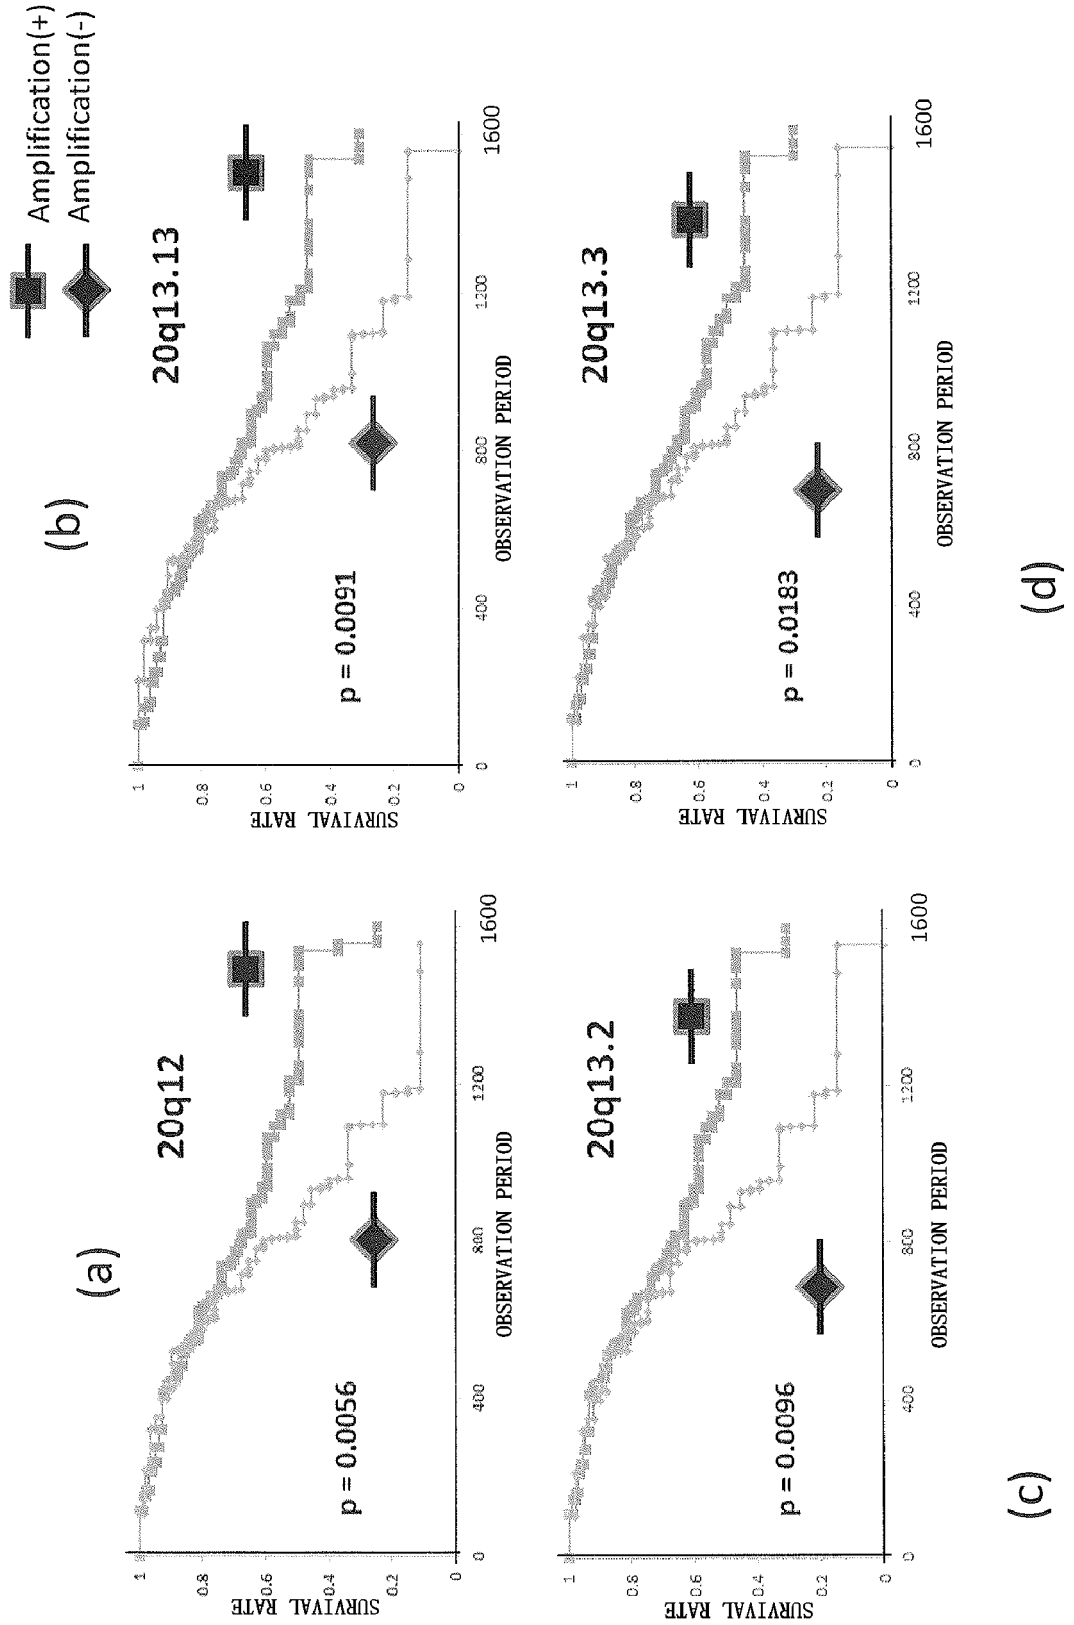 Amplification(+)
Amplification(-)
(a)
20q12
p = 0.0056
SURVIVAL RATE
1
0.8
0.6
0.4
0.2
0
0
400
800
1200
1600
OBSERVATION PERIOD
(b)
20q13.13
p = 0.0091
SURVIVAL RATE
1
0.8
0.6
0.4
0.2
0
0
400
800
1200
1600
OBSERVATION PERIOD
(c)
20q13.2
p = 0.0096
SURVIVAL RATE
1
0.8
0.6
0.4
0.2
0
0
400
800
1200
1600
OBSERVATION PERIOD
(d)
20q13.3
p = 0.0183
SURVIVAL RATE
1
0.8
0.6
0.4
0.2
0
0
400
800
1200
1600
OBSERVATION PERIOD